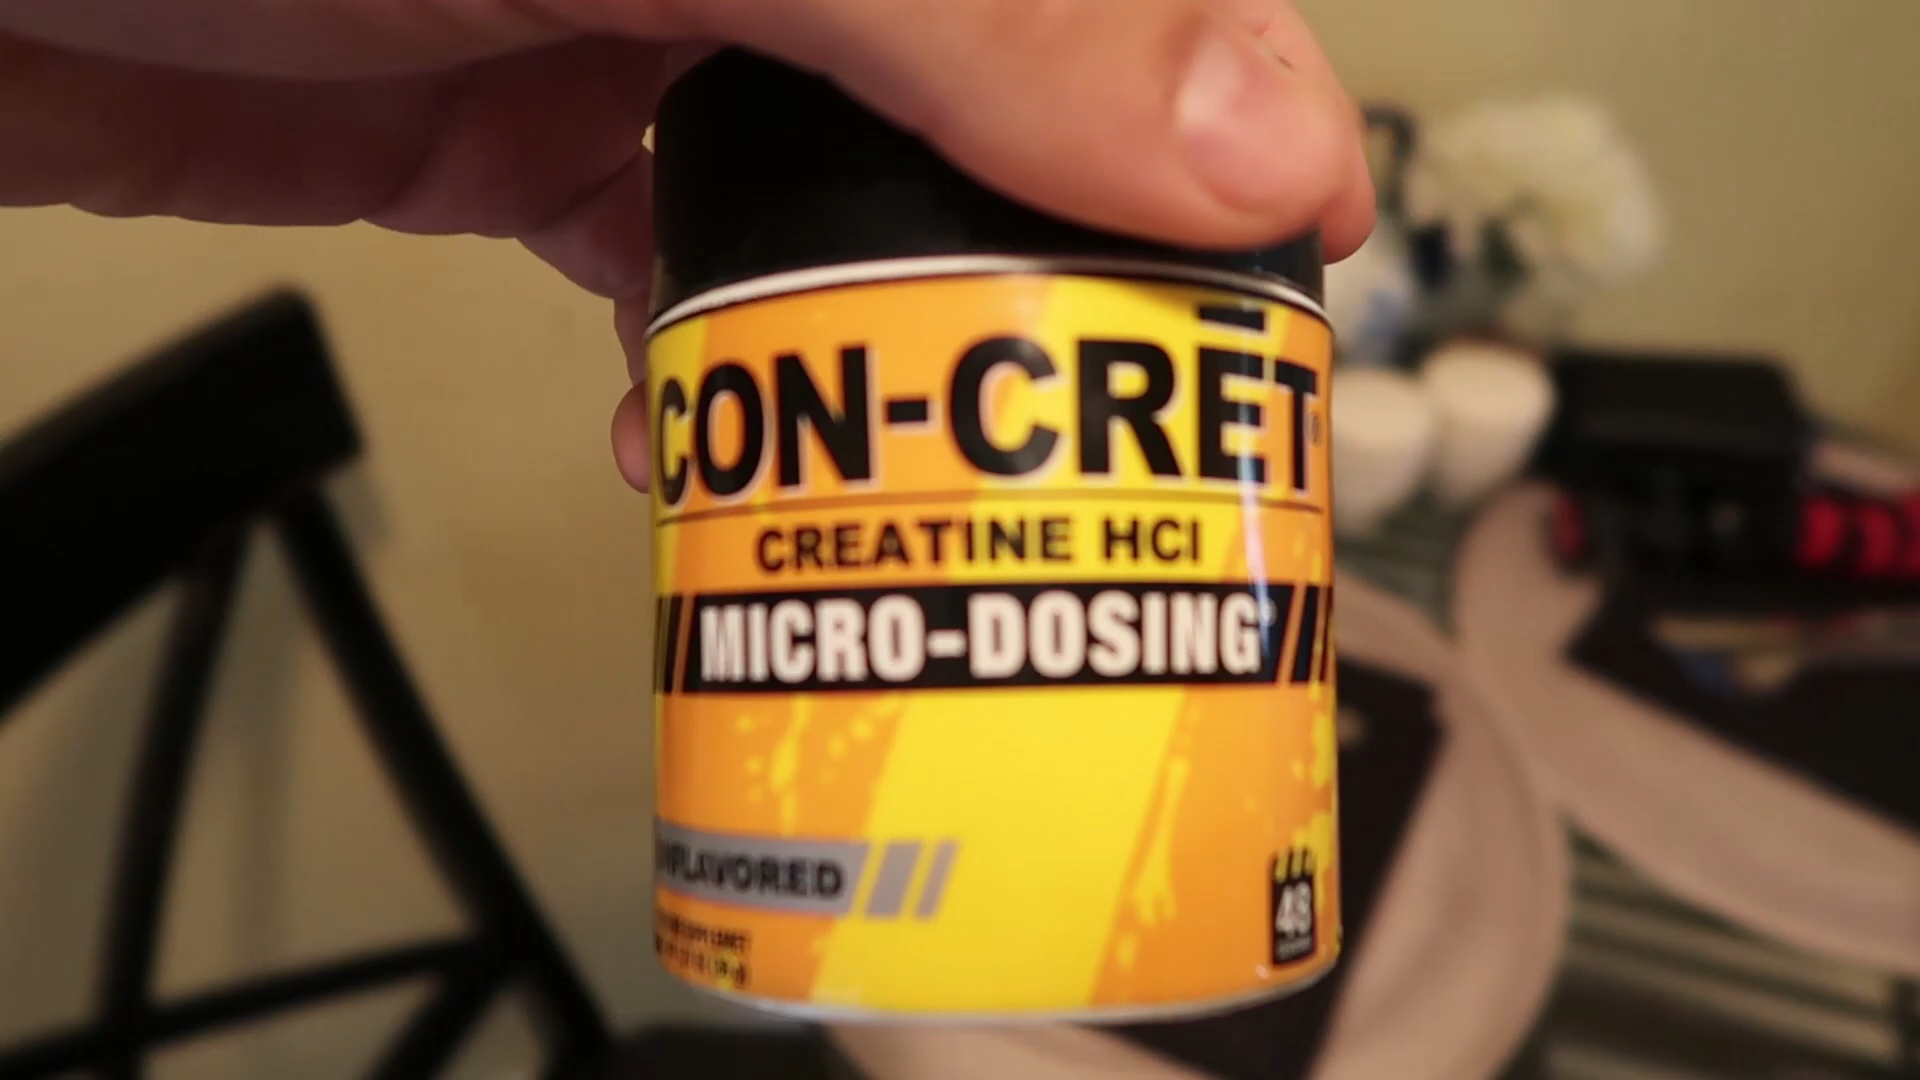 CON-CRĒT®
CREATINE HCl
MICRO-DOSING®
UNFLAVORED
48